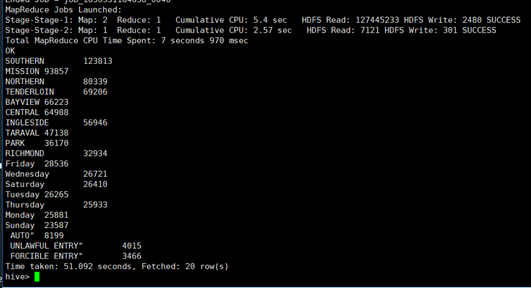 MapReduce Jobs Launched:
Stage-Stage-1: Map: 2  Reduce: 1   Cumulative CPU: 5.4 sec   HDFS Read: 127445233 HDFS Write: 2480 SUCCESS
Stage-Stage-2: Map: 1  Reduce: 1   Cumulative CPU: 2.57 sec   HDFS Read: 7121 HDFS Write: 301 SUCCESS
Total MapReduce CPU Time Spent: 7 seconds 970 msec
OK
SOUTHERN        123813
MISSION 93857
NORTHERN        80339
TENDERLOIN      69206
BAYVIEW 66223
CENTRAL 64988
INGLESIDE       56946
TARAVAL 47138
PARK    36170
RICHMOND        32934
Friday  28536
Wednesday       26721
Saturday        26410
Tuesday 26265
Thursday        25933
Monday  25881
Sunday  23587
 AUTO"  8199
 UNLAWFUL ENTRY"        4015
 FORCIBLE ENTRY"        3466
Time taken: 51.092 seconds, Fetched: 20 row(s)
hive>